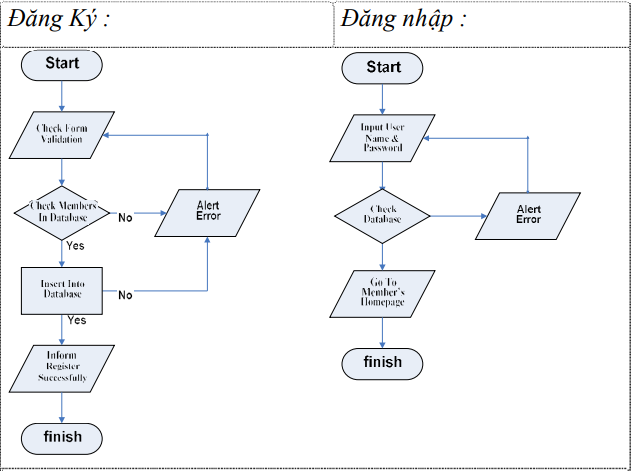 Đăng Ký :
Start
Check Form
Validation
Check Members
In Database
No
Alert
Error
Yes
Insert Into
Database
No
Yes
Inform
Register
Successfully
finish
Đăng nhập :
Start
Input User
Name &
Password
Check
Database
Alert
Error
Go To
Member's
Homepage
finish